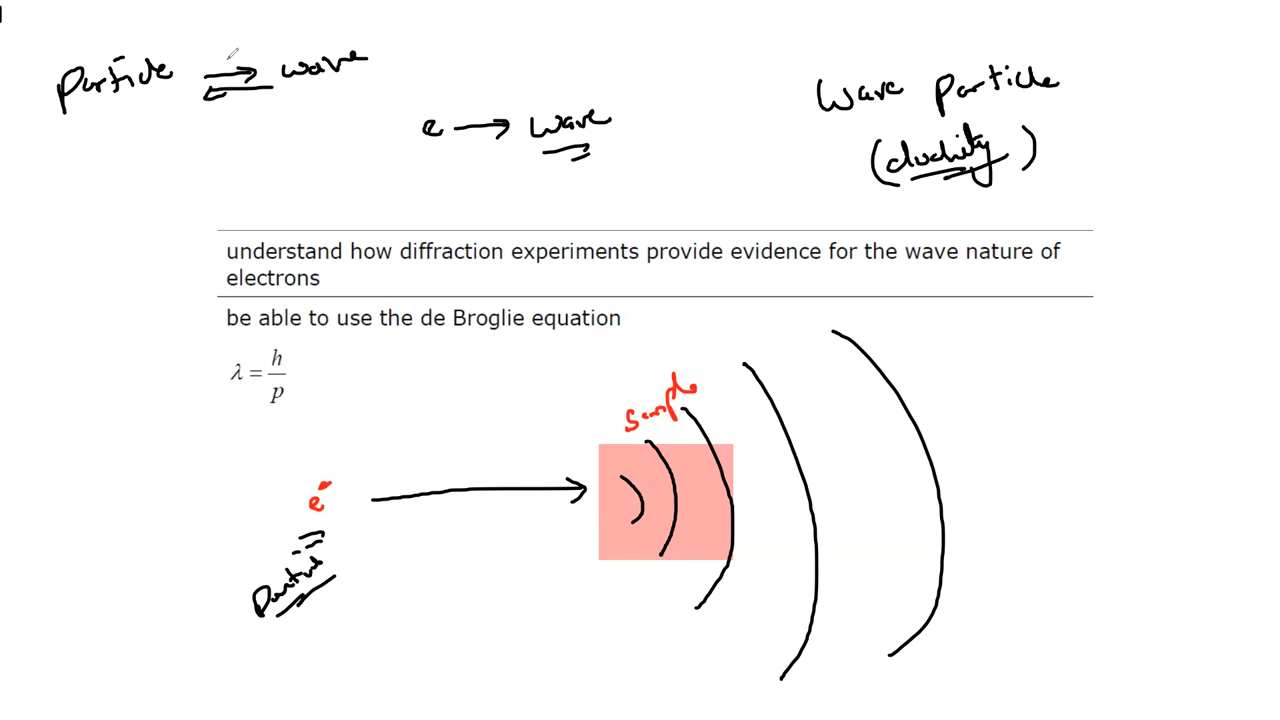 Particle ⇌ wave
e → wave
Wave Particle
(duality)
understand how diffraction experiments provide evidence for the wave nature of
electrons
be able to use the de Broglie equation
λ = h/p
Sample
e-
Particle